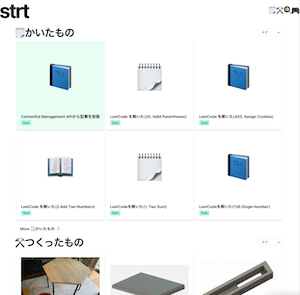 strt
かいたもの
Contentful Management APIから記事を投稿
Tech
LeetCode を解いた(20. Valid Parentheses)
Tech
LeetCode を解いた(455. Assign Cookies)
Tech
LeetCode を解いた(2.Add Two Numbers)
Tech
LeetCode を解いた(1. Two Sum)
Tech
LeetCode を解いた(136.Single Number)
Tech
More かいたもの
つくったもの